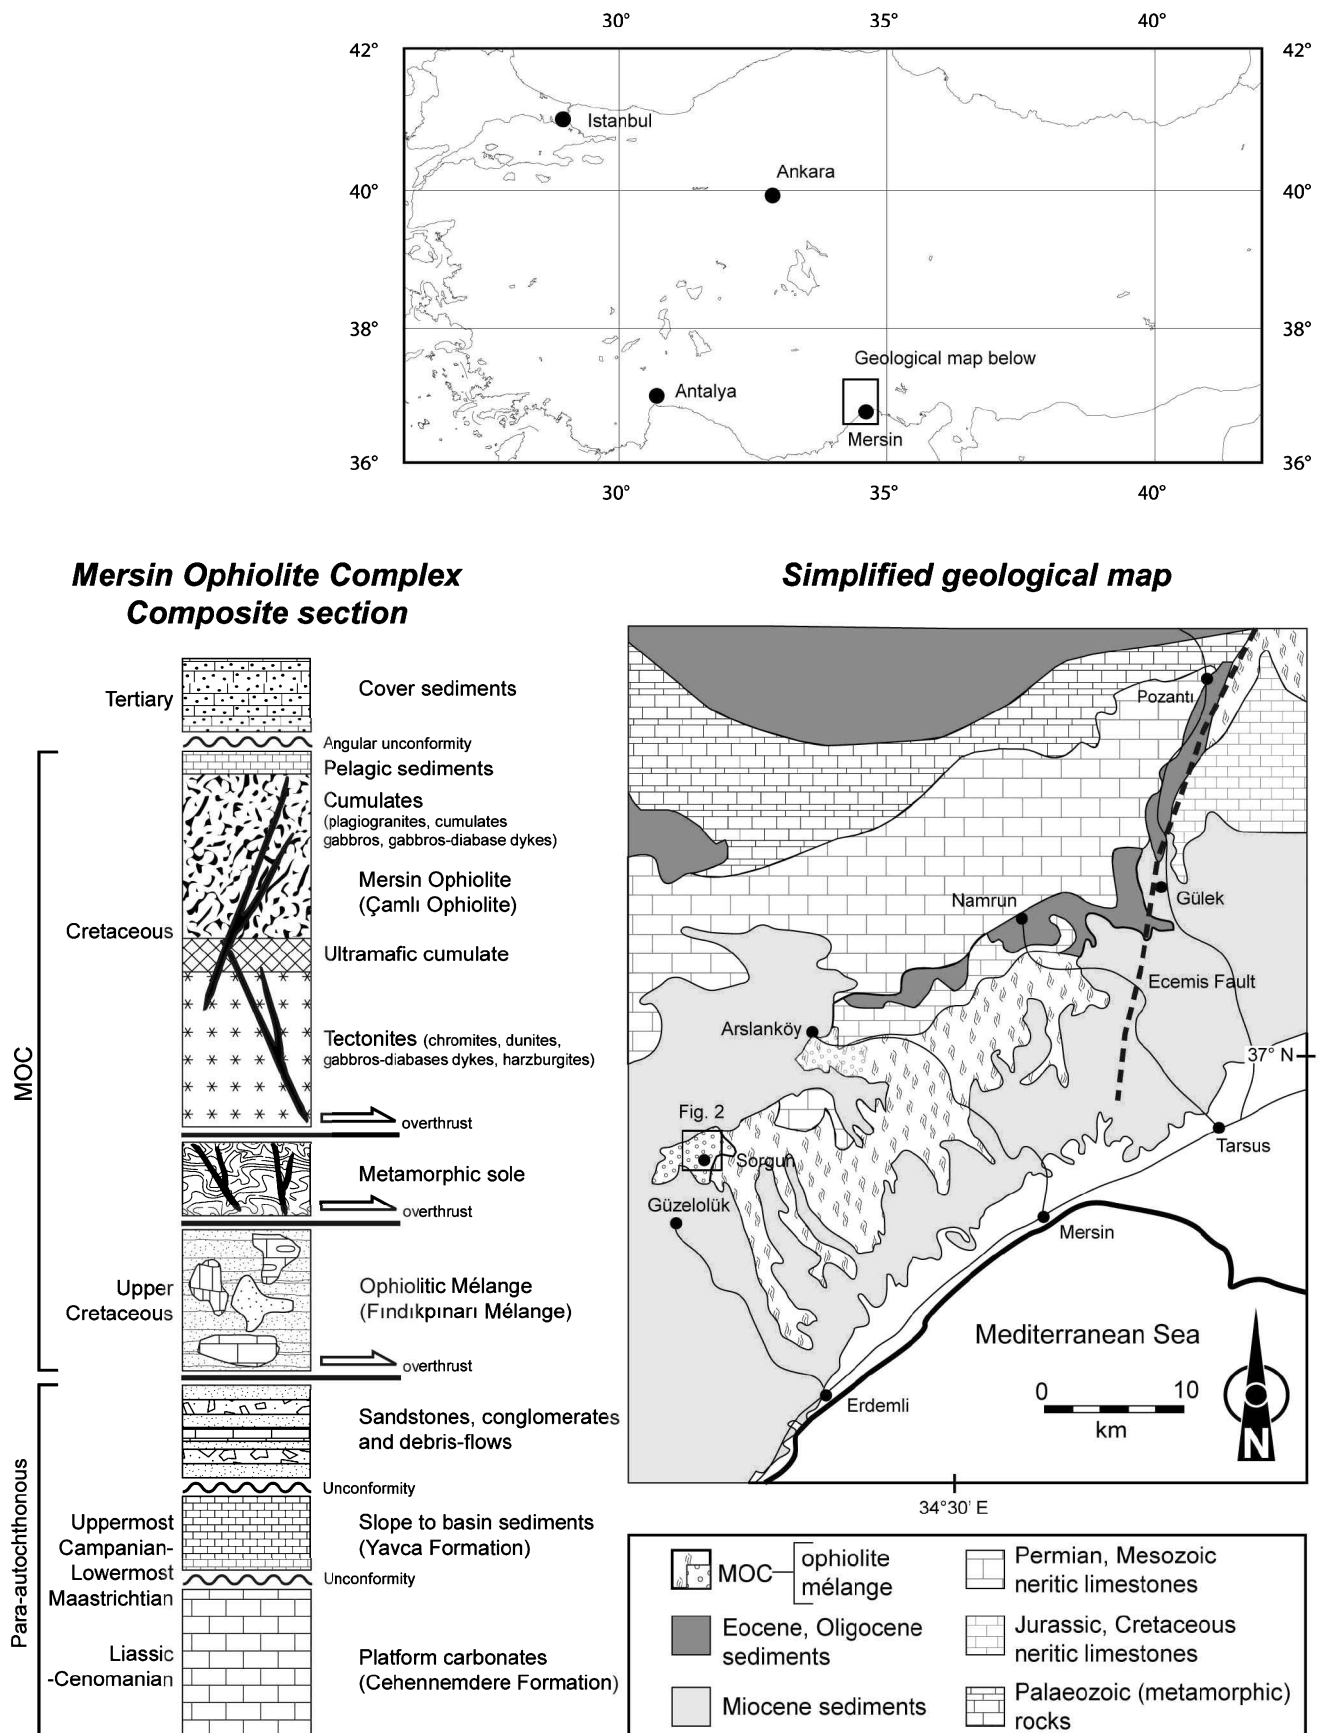 30°
35°
40°
42°
42°
Istanbul
Ankara
40°
40°
38°
38°
Geological map below
Antalya
Mersin
36°
36°
30°
35°
40°
Mersin Ophiolite Complex
Composite section
Tertiary
Cover sediments
Angular unconformity
Pelagic sediments
Cumulates
(plagiogranites, cumulates
gabbros, gabbros-diabase dykes)
Mersin Ophiolite
(Çamlı Ophiolite)
Cretaceous
Ultramafic cumulate
Tectonites (chromites, dunites,
gabbros-diabases dykes, harzburgites)
MOC
overthrust
Metamorphic sole
overthrust
Upper
Cretaceous
Ophiolitic Mélange
(Fındıkpınarı Mélange)
overthrust
Sandstones, conglomerates
and debris-flows
Unconformity
Para-autochthonous
Uppermost
Campanian-
Lowermost
Maastrichtian
Slope to basin sediments
(Yavca Formation)
Unconformity
Liassic
-Cenomanian
Platform carbonates
(Cehennemdere Formation)
Simplified geological map
Pozantı
Namrun
Gülek
Ecemis Fault
Arslanköy
37° N
Fig. 2
Sorgun
Tarsus
Güzelolük
Mersin
Mediterranean Sea
0
10
km
Erdemli
N
34°30' E
MOC
ophiolite
mélange
Eocene, Oligocene
sediments
Miocene sediments
Permian, Mesozoic
neritic limestones
Jurassic, Cretaceous
neritic limestones
Palaeozoic (metamorphic)
rocks